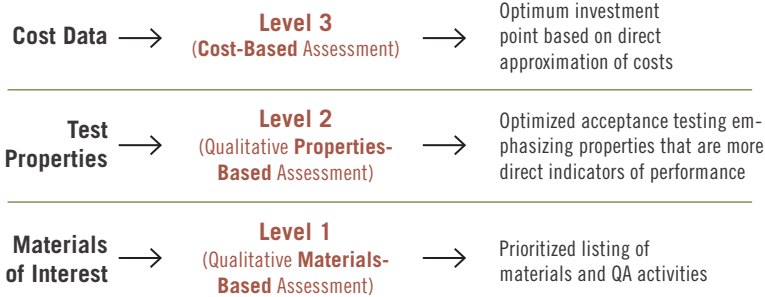 Cost Data
Level 3
(Cost-Based Assessment)
Optimum investment
point based on direct
approximation of costs
Test
Properties
Level 2
(Qualitative Properties-
Based Assessment)
Optimized acceptance testing em-
phasizing properties that are more
direct indicators of performance
Materials
of Interest
Level 1
(Qualitative Materials-
Based Assessment)
Prioritized listing of
materials and QA activities